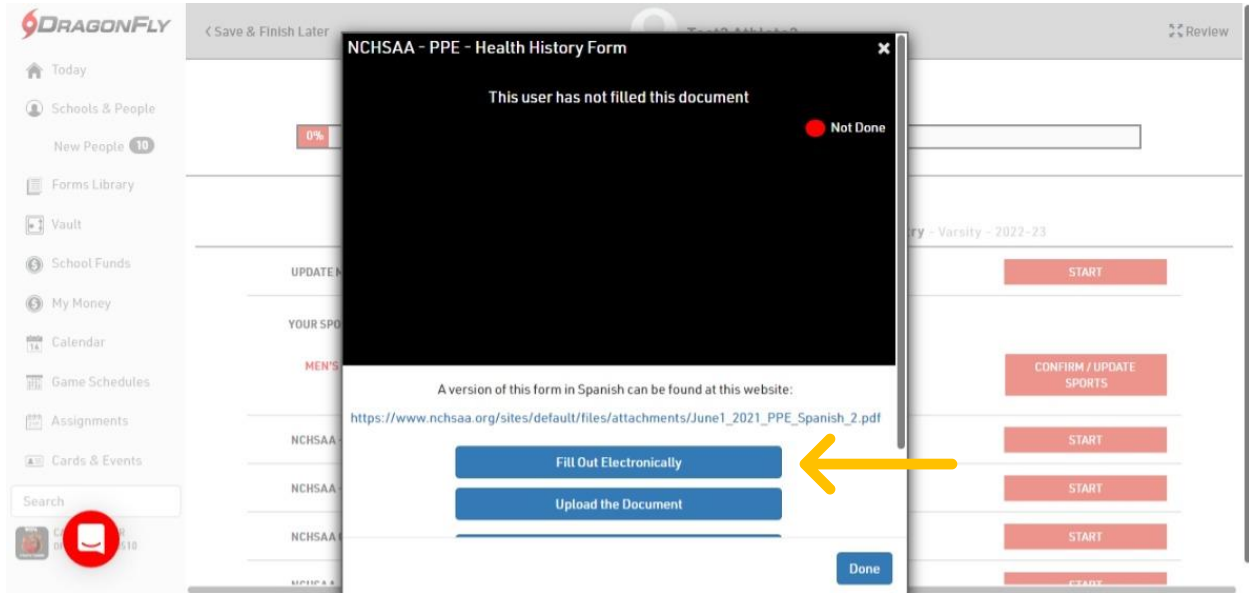 DRAGONFLY
Today
Schools & People
New People 10
Forms Library
Vault
School Funds
My Money
Calendar
Game Schedules
Assignments
Cards & Events
Search
< Save & Finish Later
Review
0%
NCHSAA - PPE - Health History Form
This user has not filled this document
Not Done
A version of this form in Spanish can be found at this website:
https://www.nchsaa.org/sites/default/files/attachments/June1_2021_PPE_Spanish_2.pdf
Fill Out Electronically
Upload the Document
Done
- Varsity - 2022-23
UPDATE
START
YOUR
MEN'S
CONFIRM / UPDATE
SPORTS
NCHSAA
START
NCHSAA
START
NCHSAA
START